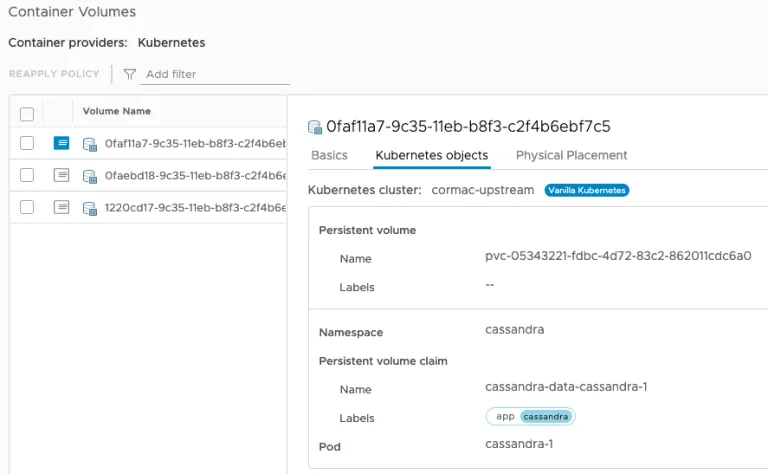 Container Volumes
Container providers: Kubernetes
REAPPLY POLICY Add filter
Volume Name
0faf11a7-9c35-11eb-b8f3-c2f4b6eb
0faebd18-9c35-11eb-b8f3-c2f4b6e
1220cd17-9c35-11eb-b8f3-c2f4b6e
0faf11a7-9c35-11eb-b8f3-c2f4b6ebf7c5
Basics Kubernetes objects Physical Placement
Kubernetes cluster: cormac-upstream Vanilla Kubernetes
Persistent volume
Name pvc-05343221-fdbc-4d72-83c2-862011cdc6a0
Labels --
Namespace cassandra
Persistent volume claim
Name cassandra-data-cassandra-1
Labels app cassandra
Pod cassandra-1